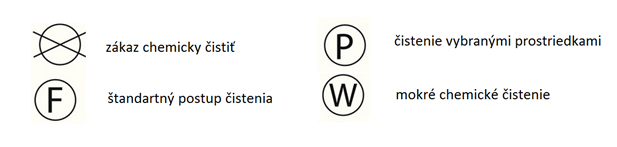 zákaz chemicky čistiť
P čistenie vybranými prostriedkami
F štandartný postup čistenia
W mokré chemické čistenie